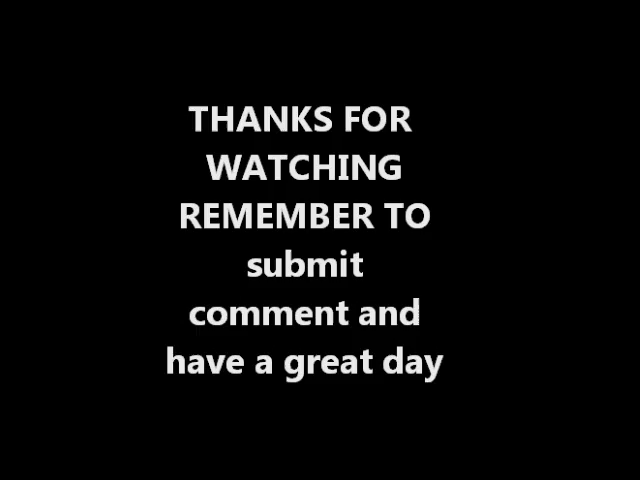 THANKS FOR
WATCHING
REMEMBER TO
submit
comment and
have a great day